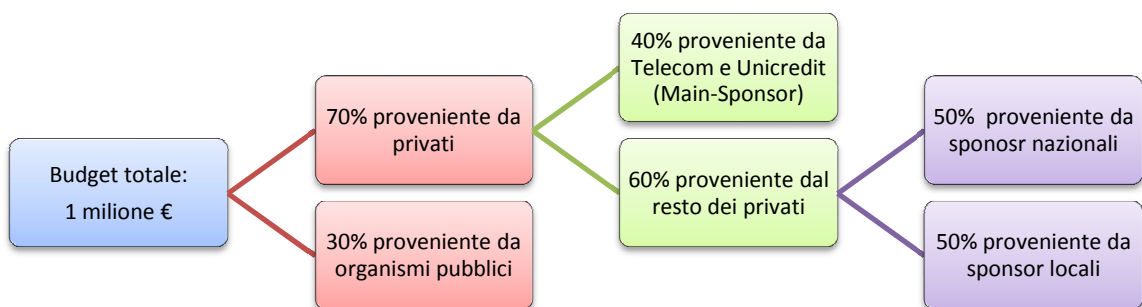 Budget totale:
1 milione €
70% proveniente da
privati
30% proveniente da
organismi pubblici
40% proveniente da
Telecom e Unicredit
(Main-Sponsor)
60% proveniente dal
resto dei privati
50%  proveniente da
sponosr nazionali
50% proveniente da
sponsor locali